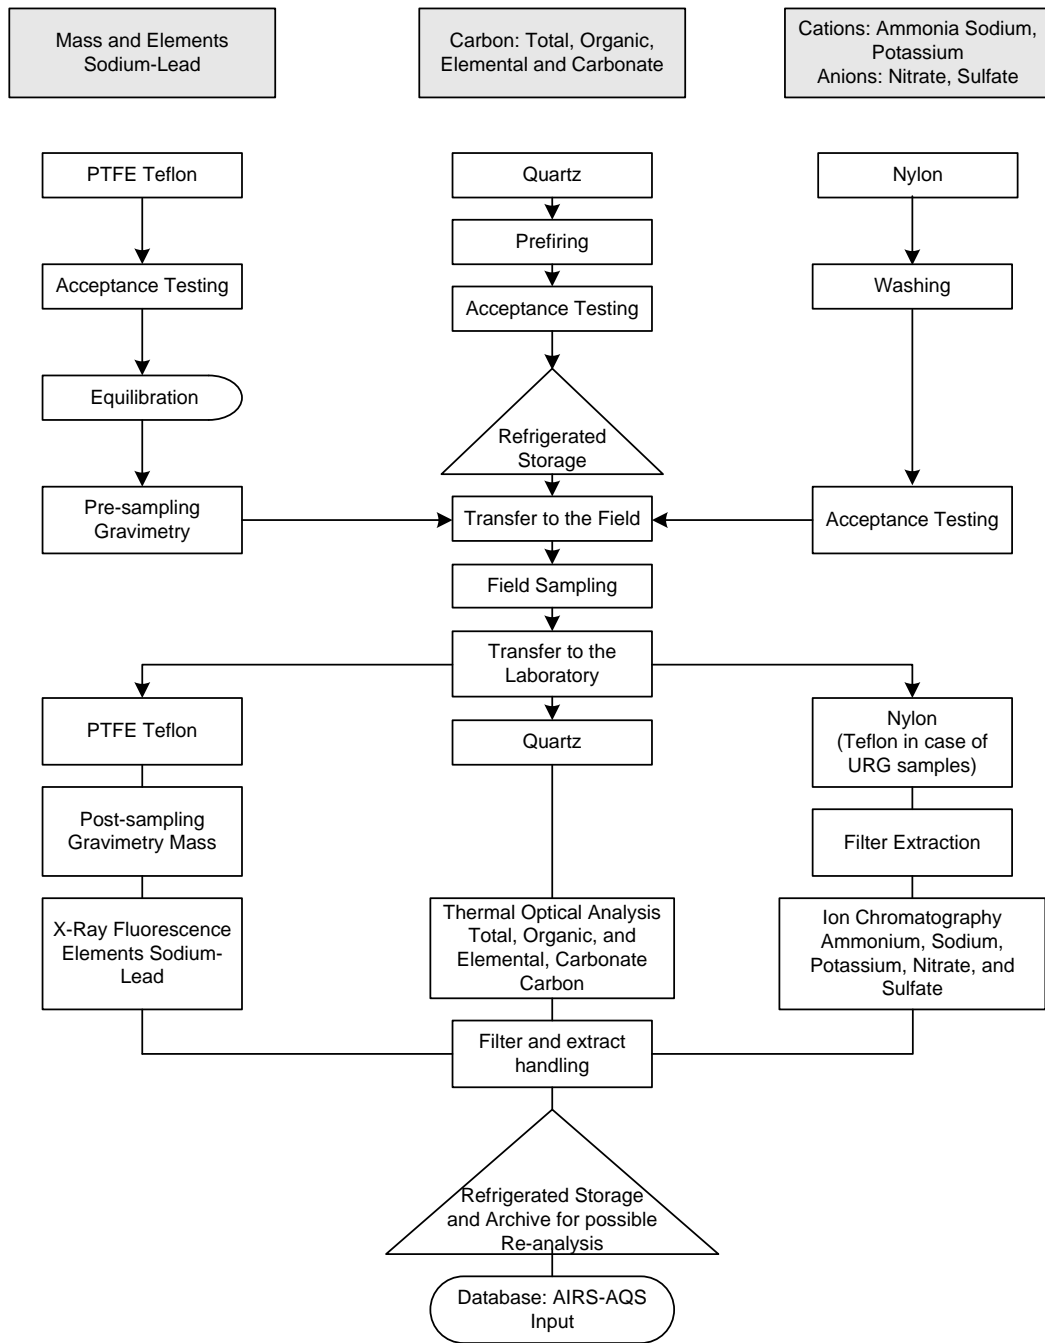 Mass and Elements
Sodium-Lead
Carbon: Total, Organic,
Elemental and Carbonate
Cations: Ammonia Sodium,
Potassium
Anions: Nitrate, Sulfate
PTFE Teflon
Quartz
Nylon
Prefiring
Acceptance Testing
Acceptance Testing
Washing
Equilibration
Refrigerated
Storage
Pre-sampling
Gravimetry
Transfer to the Field
Acceptance Testing
Field Sampling
Transfer to the
Laboratory
PTFE Teflon
Quartz
Nylon
(Teflon in case of
URG samples)
Post-sampling
Gravimetry Mass
Filter Extraction
X-Ray Fluorescence
Elements Sodium-
Lead
Thermal Optical Analysis
Total, Organic, and
Elemental, Carbonate
Carbon
Ion Chromatography
Ammonium, Sodium,
Potassium, Nitrate, and
Sulfate
Filter and extract
handling
Refrigerated Storage
and Archive for possible
Re-analysis
Database: AIRS-AQS
Input